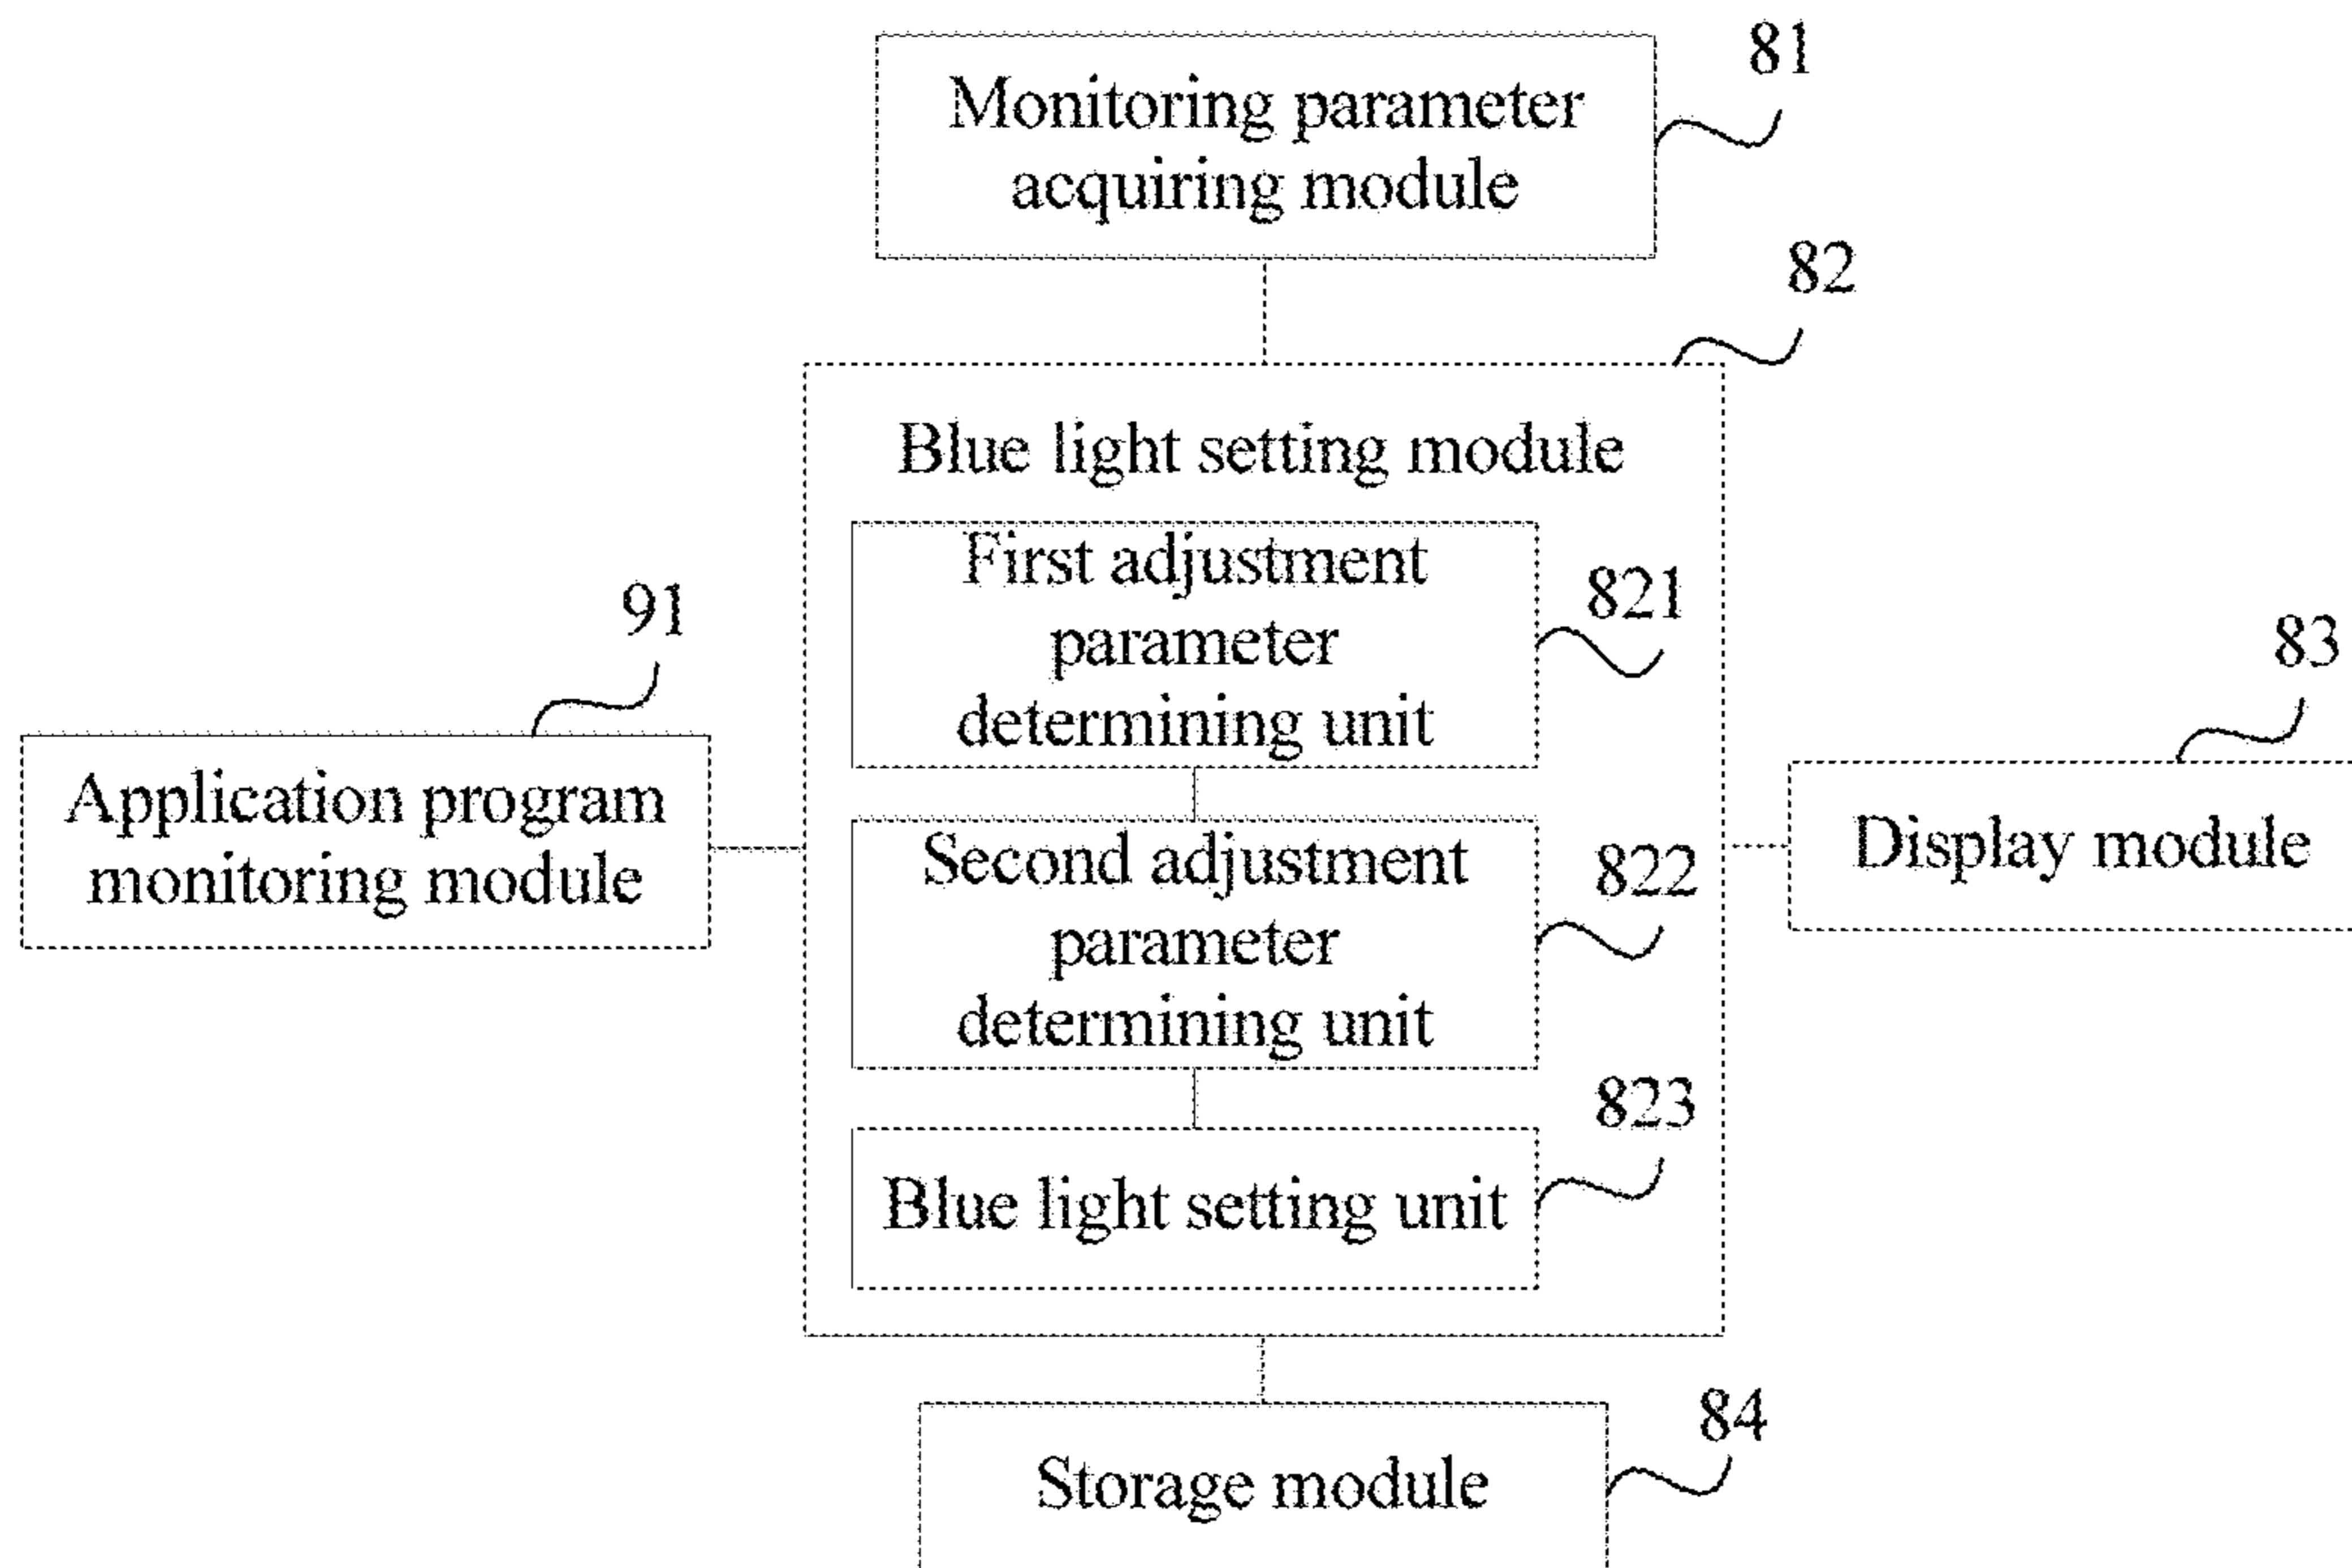 81
Monitoring parameter
acquiring module
82
Blue light setting module
First adjustment
parameter
determining unit
821
91
Application program
monitoring module
Second adjustment
parameter
determining unit
822
83
Display module
823
Blue light setting unit
84
Storage module